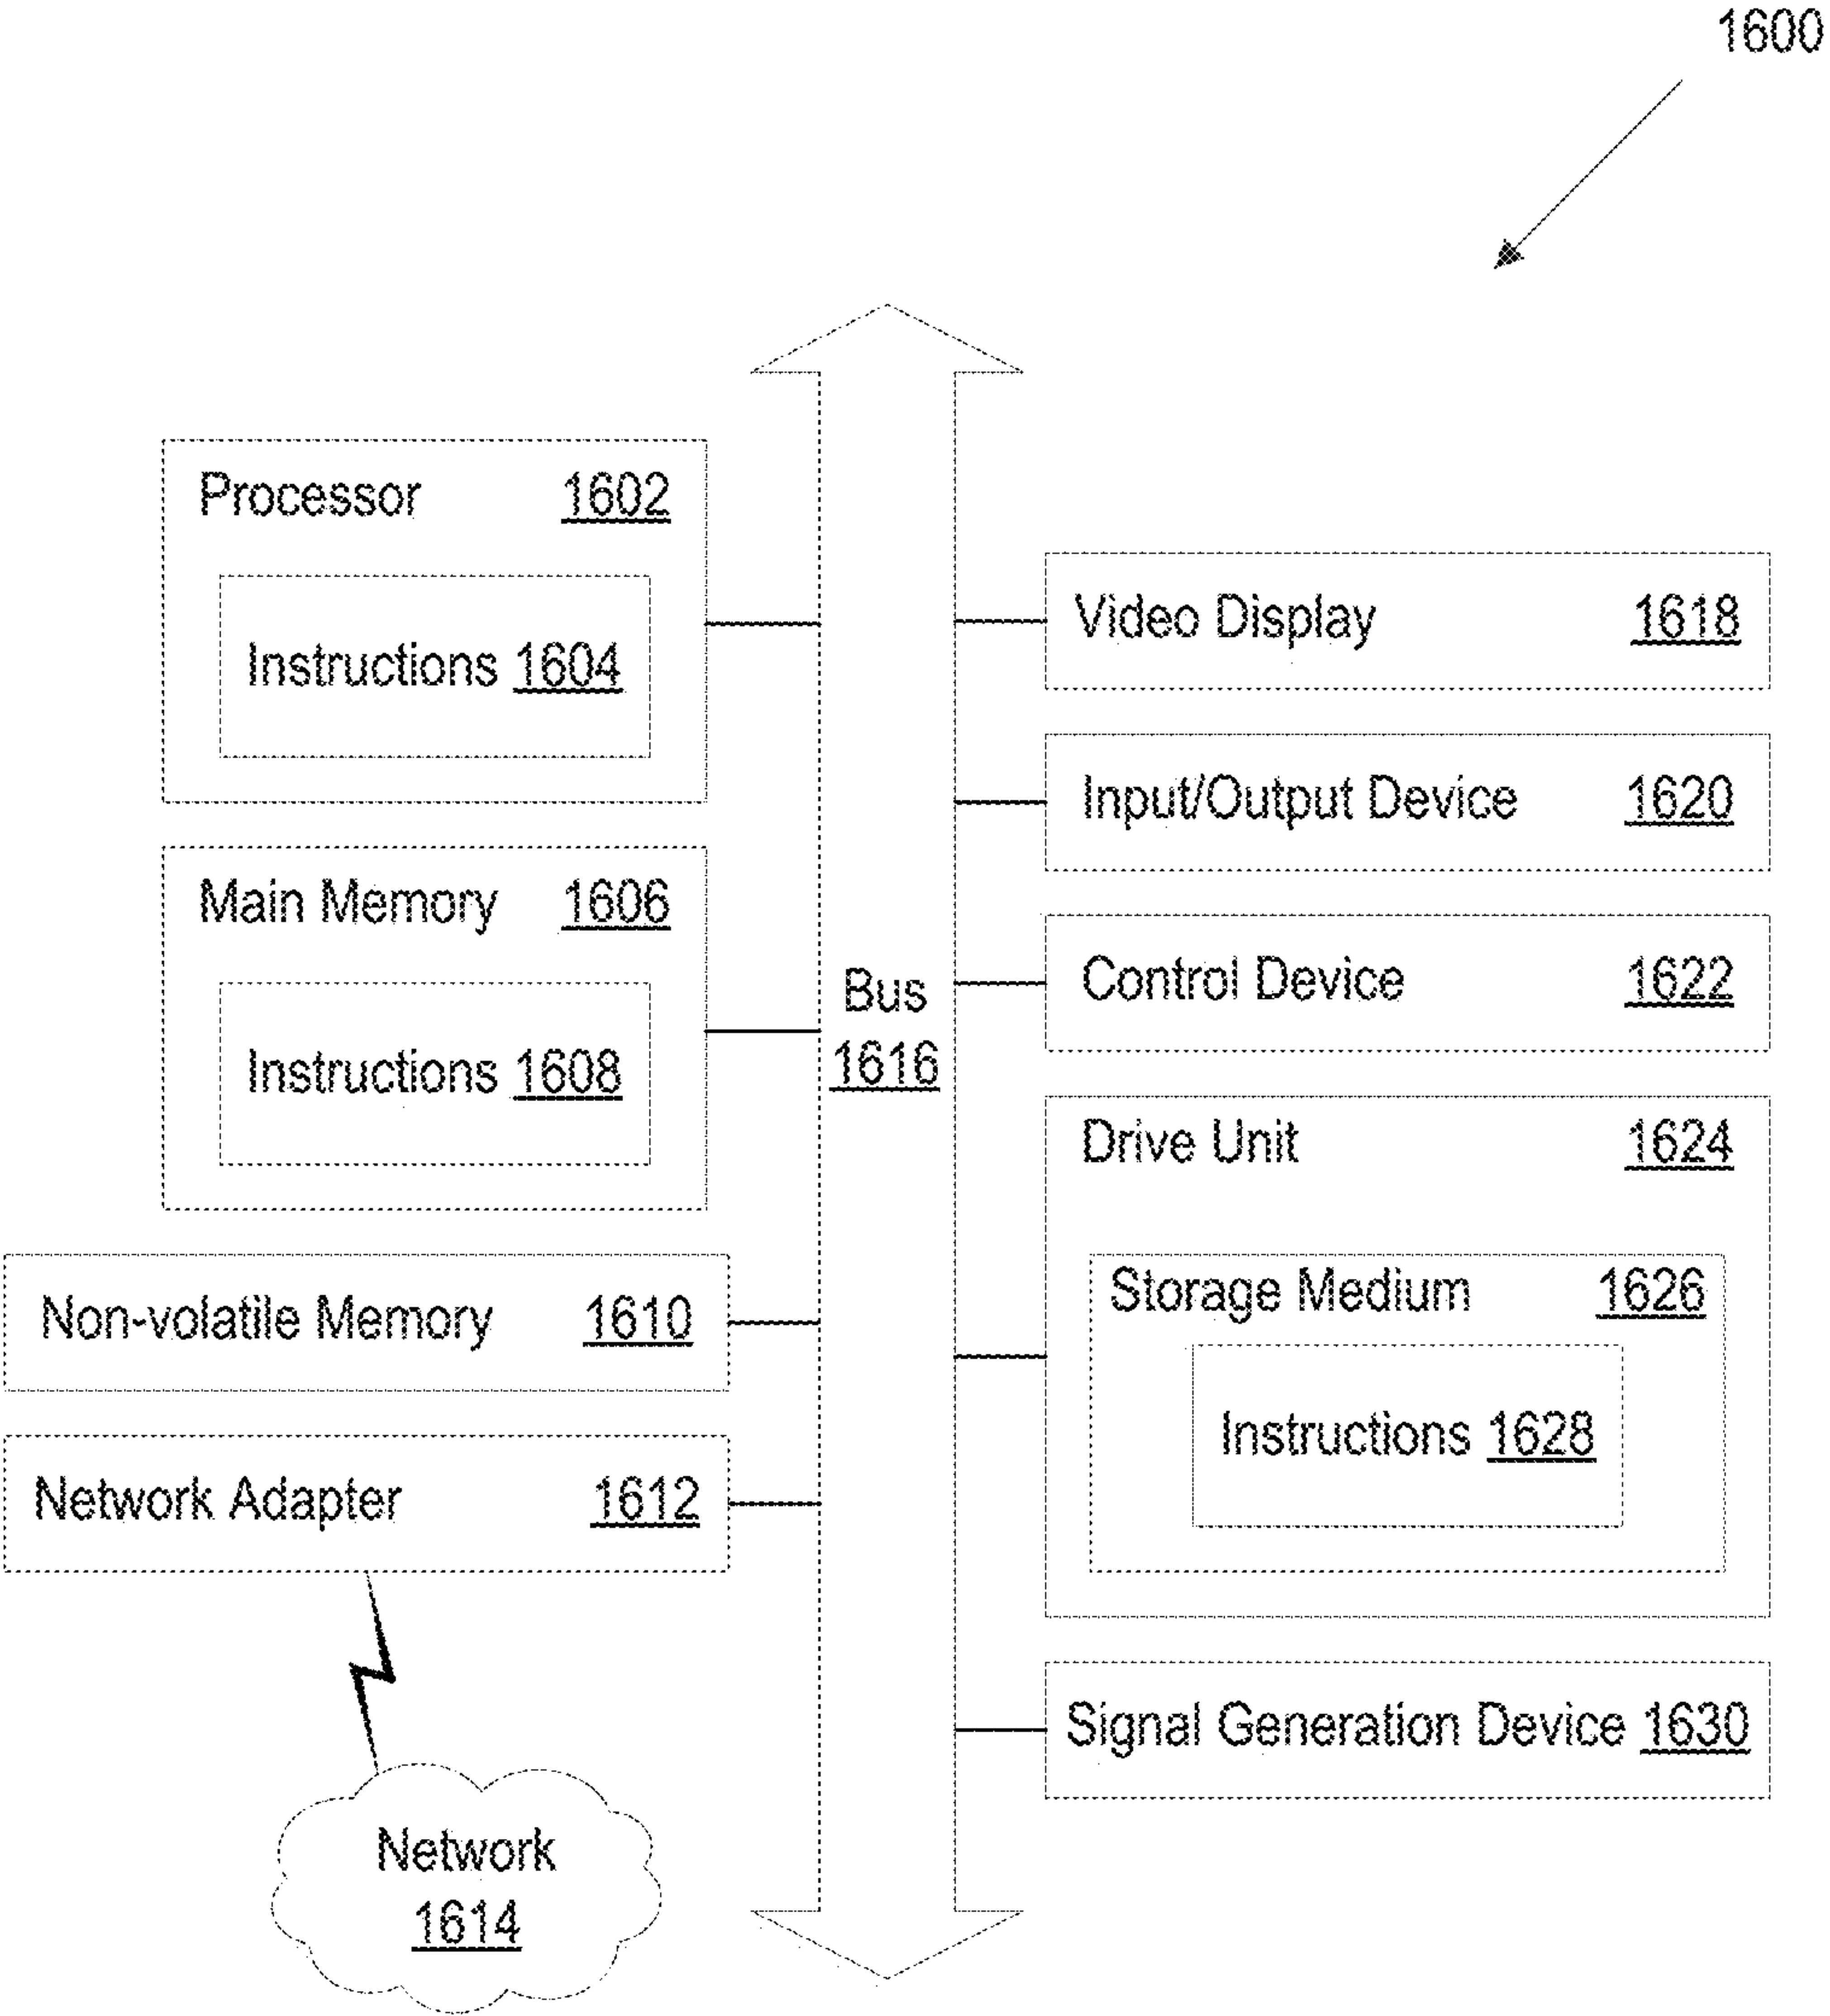 1600
Processor 1602
Instructions 1604
Main Memory 1606
Instructions 1608
Non-volatile Memory 1610
Network Adapter 1612
Network
1614
Bus
1616
Video Display 1618
Input/Output Device 1620
Control Device 1622
Drive Unit 1624
Storage Medium 1626
Instructions 1628
Signal Generation Device 1630